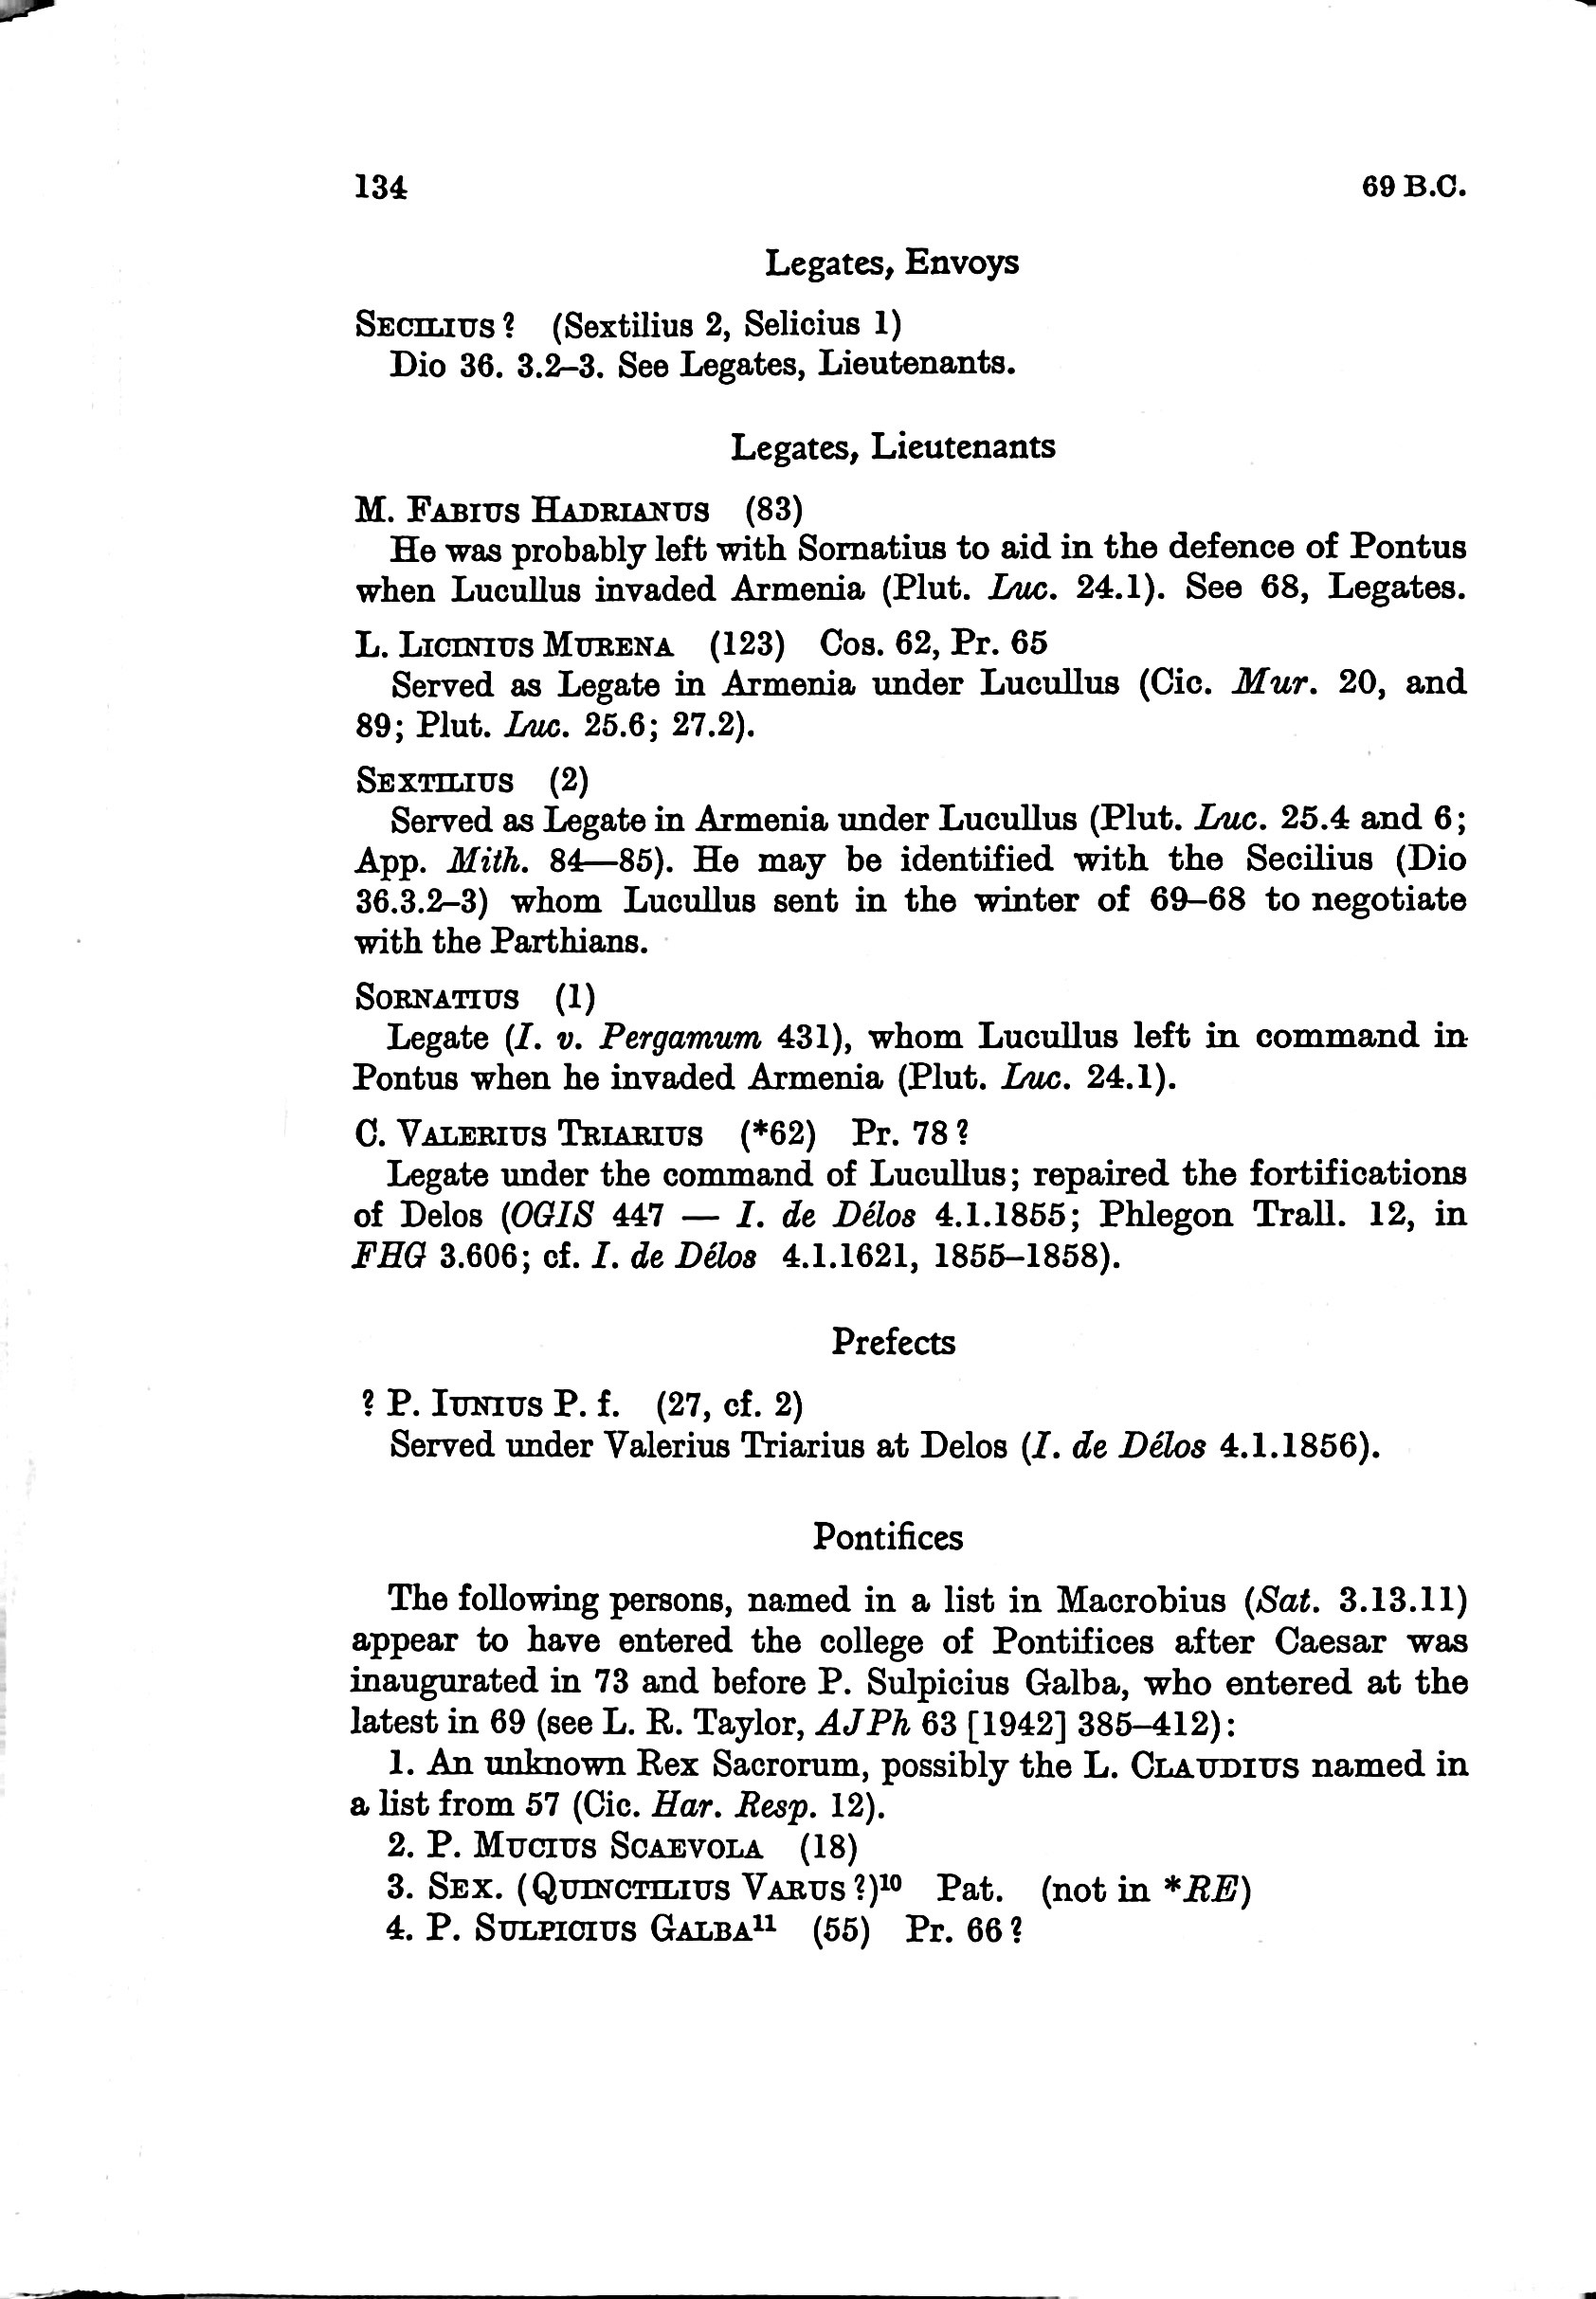 134 69 B.C.
Legates, Envoys
SECILIUS? (Sextilius 2, Selicius 1)
Dio 36. 3.2–3. See Legates, Lieutenants.
Legates, Lieutenants
M. FABIUS HADRIANUS (83)
He was probably left with Sornatius to aid in the defence of Pontus
when Lucullus invaded Armenia (Plut. Luc. 24.1). See 68, Legates.
L. LICINIUS MURENA (123) Cos. 62, Pr. 65
Served as Legate in Armenia under Lucullus (Cic. Mur. 20, and
89; Plut. Luc. 25.6; 27.2).
SEXTILIUS (2)
Served as Legate in Armenia under Lucullus (Plut. Luc. 25.4 and 6;
App. Mith. 84—85). He may be identified with the Secilius (Dio
36.3.2–3) whom Lucullus sent in the winter of 69–68 to negotiate
with the Parthians.
SORNATIUS (1)
Legate (I. v. Pergamum 431), whom Lucullus left in command in
Pontus when he invaded Armenia (Plut. Luc. 24.1).
C. VALERIUS TRIARIUS (*62) Pr. 78?
Legate under the command of Lucullus; repaired the fortifications
of Delos (OGIS 447 — I. de Délos 4.1.1855; Phlegon Trall. 12, in
FHG 3.606; cf. I. de Délos 4.1.1621, 1855–1858).
Prefects
? P. IUNIUS P. f. (27, cf. 2)
Served under Valerius Triarius at Delos (I. de Délos 4.1.1856).
Pontifices
The following persons, named in a list in Macrobius (Sat. 3.13.11)
appear to have entered the college of Pontifices after Caesar was
inaugurated in 73 and before P. Sulpicius Galba, who entered at the
latest in 69 (see L. R. Taylor, AJPh 63 [1942] 385–412):
1. An unknown Rex Sacrorum, possibly the L. CLAUDIUS named in
a list from 57 (Cic. Har. Resp. 12).
2. P. MUCIUS SCAEVOLA (18)
3. SEX. (QUINCTILIUS VARUS?)¹⁰ Pat. (not in *RE)
4. P. SULPICIUS GALBA¹¹ (55) Pr. 66?